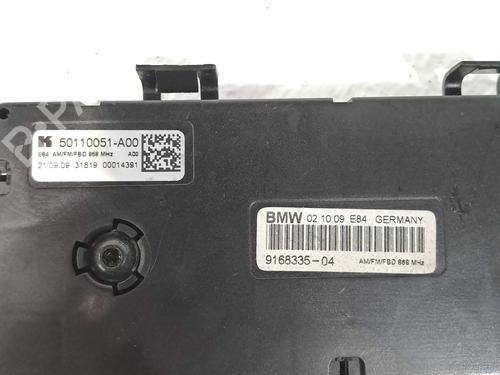 50110051-A00
E84 AM/FM/FBD 868 MHz A00
21.09.09 31819 00014391
BMW 02.10.09 E84 GERMANY
9168335-04 AM/FM/FBD 868 MHz